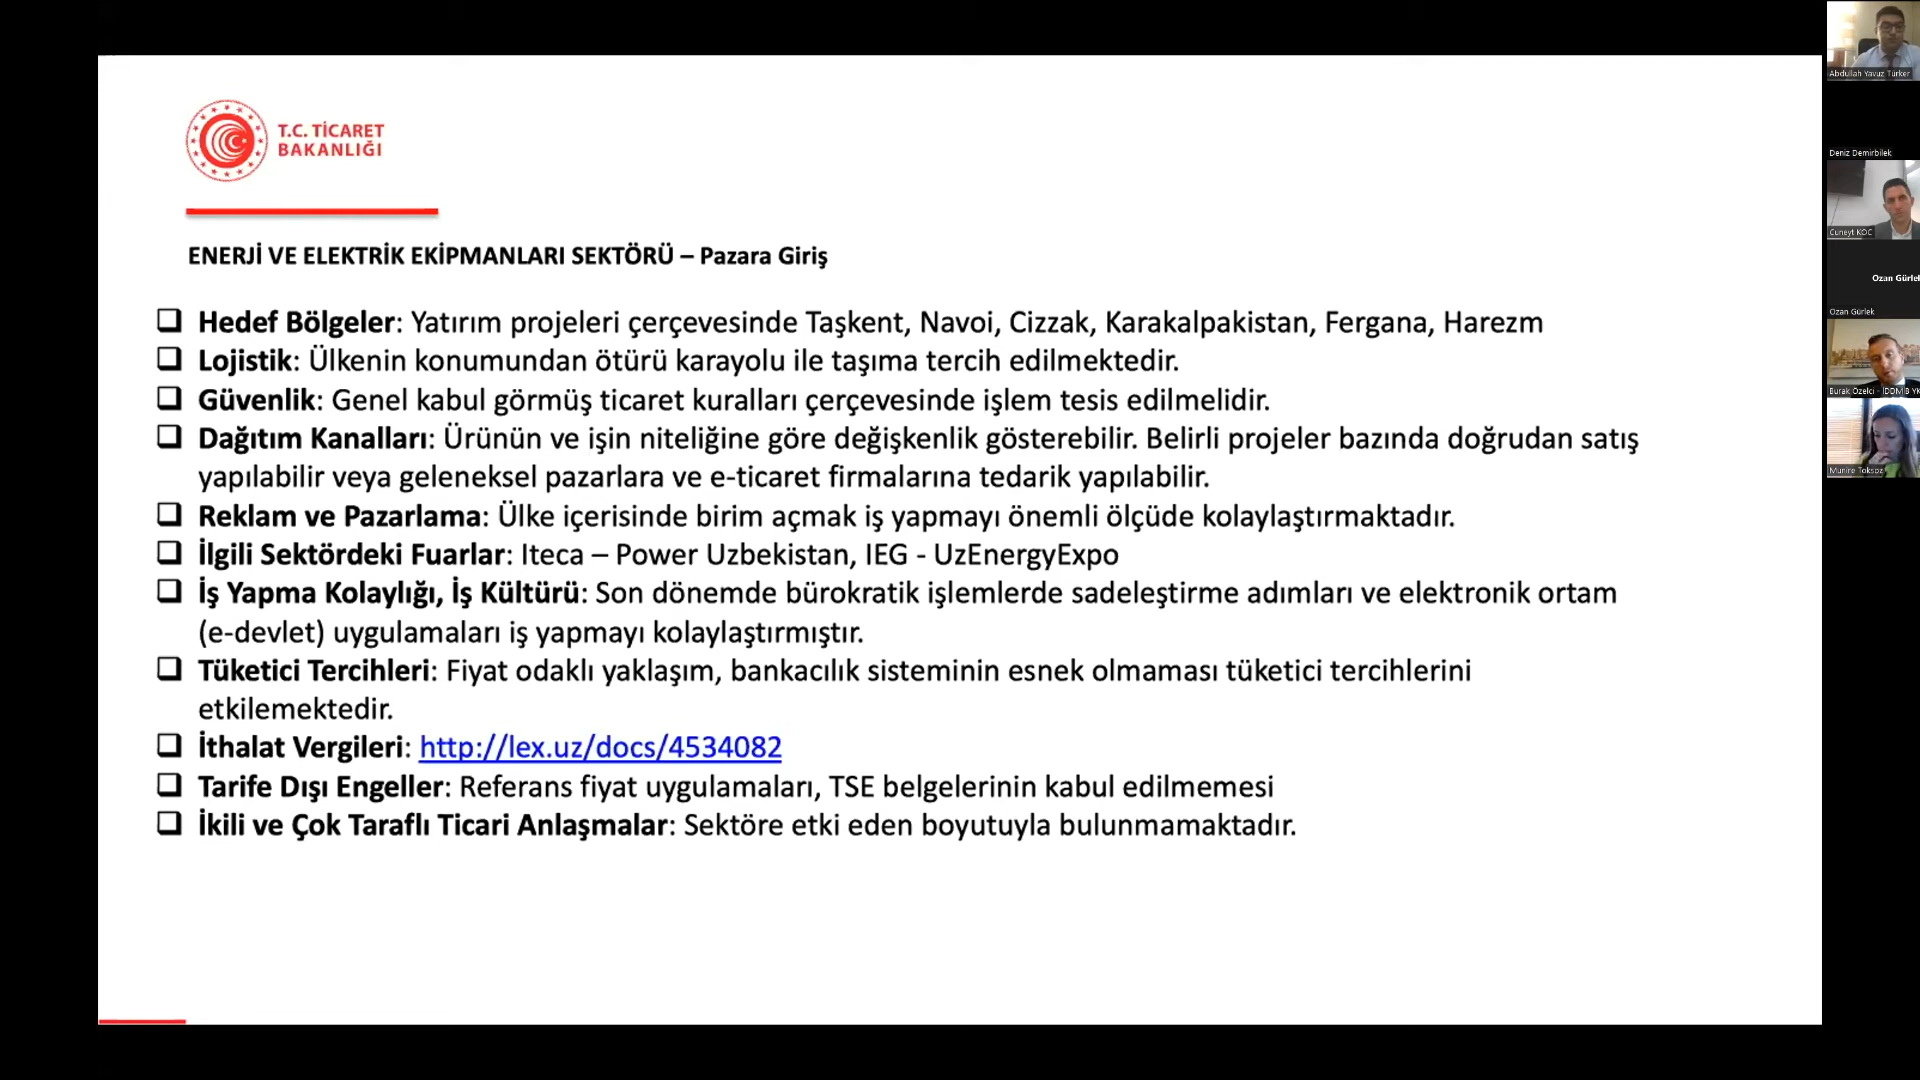 T.C. TİCARET
BAKANLIĞI
ENERJİ VE ELEKTRİK EKİPMANLARI SEKTÖRÜ – Pazara Giriş
❑ Hedef Bölgeler: Yatırım projeleri çerçevesinde Taşkent, Navoi, Cizzak, Karakalpakistan, Fergana, Harezm
❑ Lojistik: Ülkenin konumundan ötürü karayolu ile taşıma tercih edilmektedir.
❑ Güvenlik: Genel kabul görmüş ticaret kuralları çerçevesinde işlem tesis edilmelidir.
❑ Dağıtım Kanalları: Ürünün ve işin niteliğine göre değişkenlik gösterebilir. Belirli projeler bazında doğrudan satış
yapılabilir veya geleneksel pazarlara ve e-ticaret firmalarına tedarik yapılabilir.
❑ Reklam ve Pazarlama: Ülke içerisinde birim açmak iş yapmayı önemli ölçüde kolaylaştırmaktadır.
❑ İlgili Sektördeki Fuarlar: Iteca – Power Uzbekistan, IEG - UzEnergyExpo
❑ İş Yapma Kolaylığı, İş Kültürü: Son dönemde bürokratik işlemlerde sadeleştirme adımları ve elektronik ortam
(e-devlet) uygulamaları iş yapmayı kolaylaştırmıştır.
❑ Tüketici Tercihleri: Fiyat odaklı yaklaşım, bankacılık sisteminin esnek olmaması tüketici tercihlerini
etkilemektedir.
❑ İthalat Vergileri: http://lex.uz/docs/4534082
❑ Tarife Dışı Engeller: Referans fiyat uygulamaları, TSE belgelerinin kabul edilmemesi
❑ İkili ve Çok Taraflı Ticari Anlaşmalar: Sektöre etki eden boyutuyla bulunmamaktadır.
Abdullah Yavuz Türker
Deniz Demirbilek
Cuneyt KOC
Ozan Gürlek
Ozan Gürlek
Burak Özelci - İDDMİB YK
Munire Toksöz